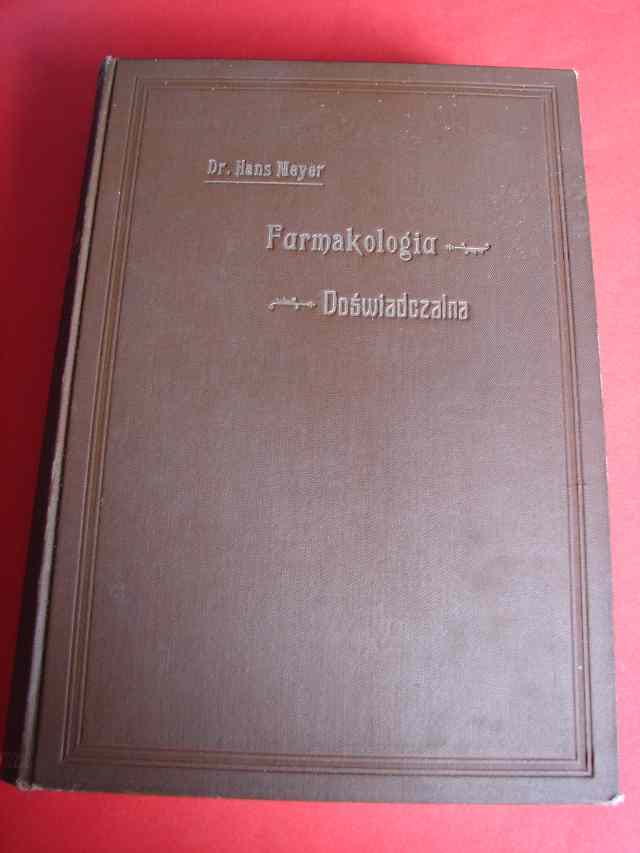 Dr. Hans Meyer
Farmakologia
Doświadczalna